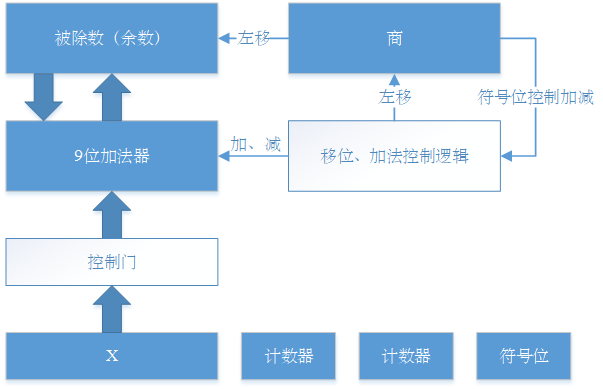 被除数（余数）
左移
商
左移
符号位控制加减
9位加法器
加、减
移位、加法控制逻辑
控制门
X
计数器
计数器
符号位